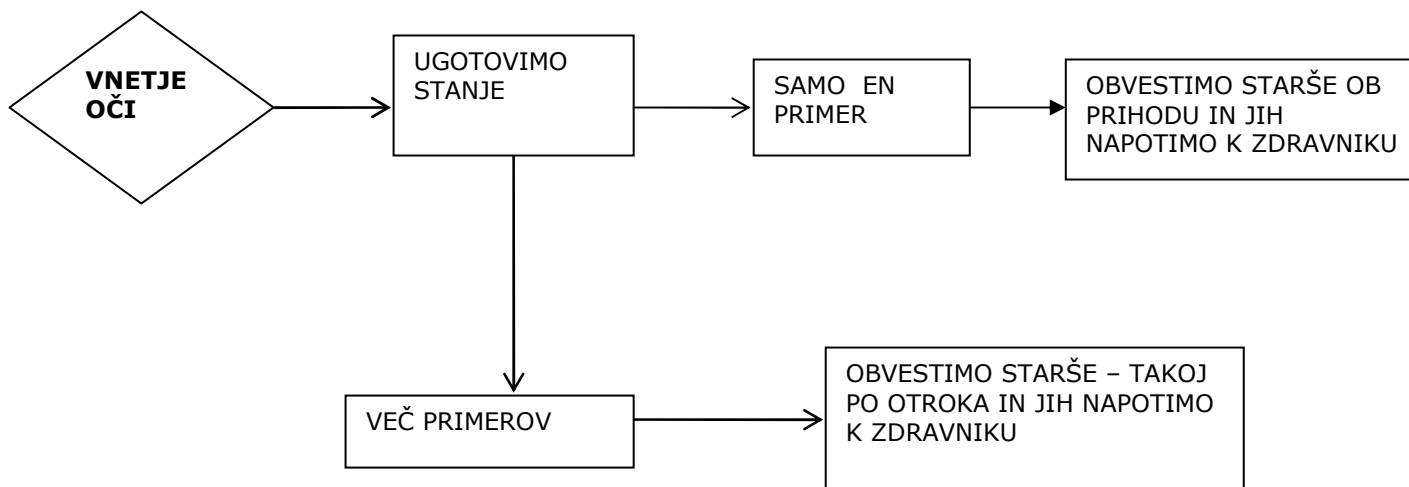 VNETJE
OČI
UGOTOVIMO
STANJE
SAMO EN
PRIMER
OBVESTIMO STARŠE OB
PRIHODU IN JIH
NAPOTIMO K ZDRAVNIKU
VEČ PRIMEROV
OBVESTIMO STARŠE – TAKOJ
PO OTROKA IN JIH NAPOTIMO
K ZDRAVNIKU